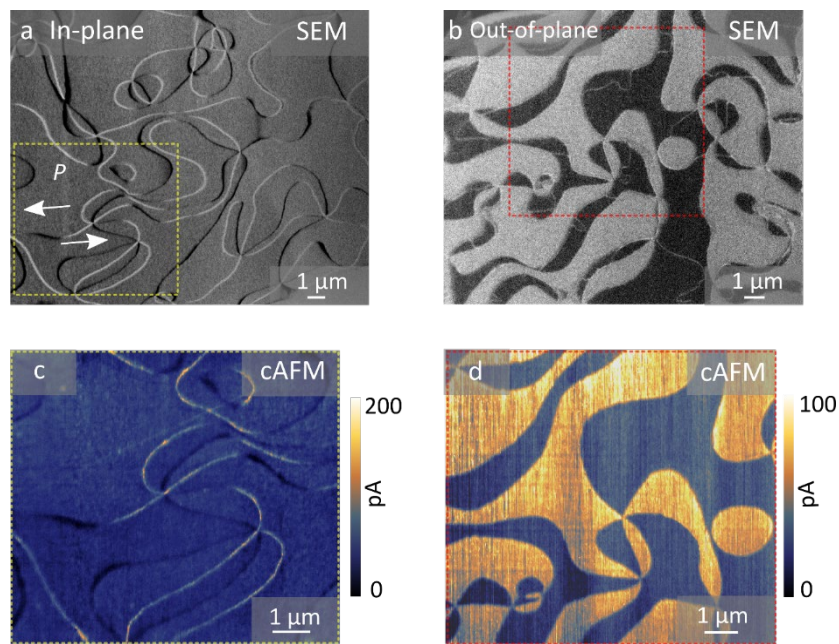 a In-plane SEM
P
1 µm
b Out-of-plane SEM
1 µm
c cAFM
200
pA
0
1 µm
d cAFM
100
pA
0
1 µm